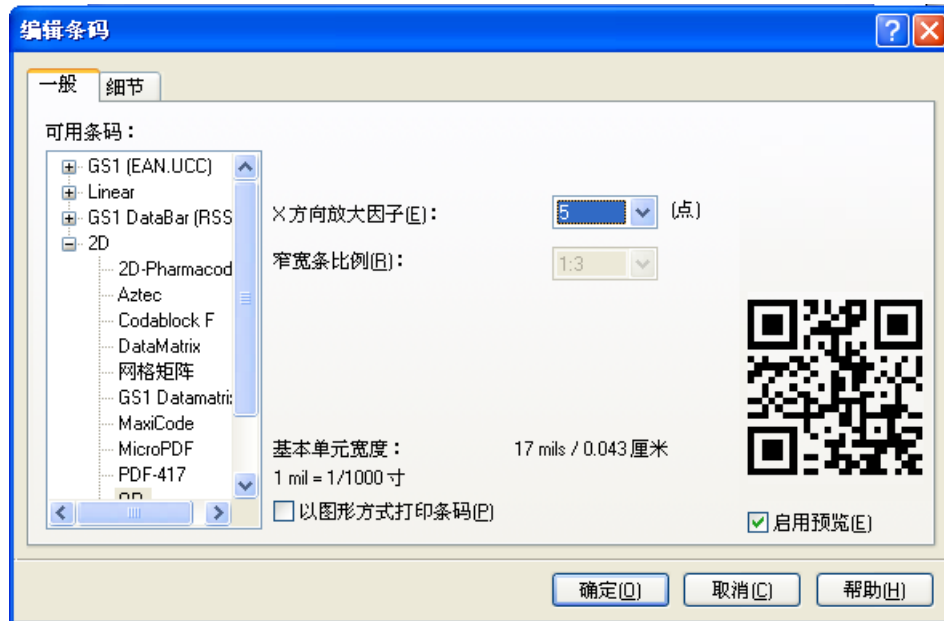 编辑条码
一般
细节
可用条码：
GS1 (EAN.UCC)
Linear
GS1 DataBar (RSS
2D
2D-Pharmacod
Aztec
Codablock F
DataMatrix
网格矩阵
GS1 Datamatri
MaxiCode
MicroPDF
PDF-417
X方向放大因子(E)：
5
(点)
窄宽条比例(R)：
1:3
基本单元宽度：
17 mils / 0.043 厘米
1 mil = 1/1000 寸
以图形方式打印条码(P)
启用预览(E)
确定(O)
取消(C)
帮助(H)